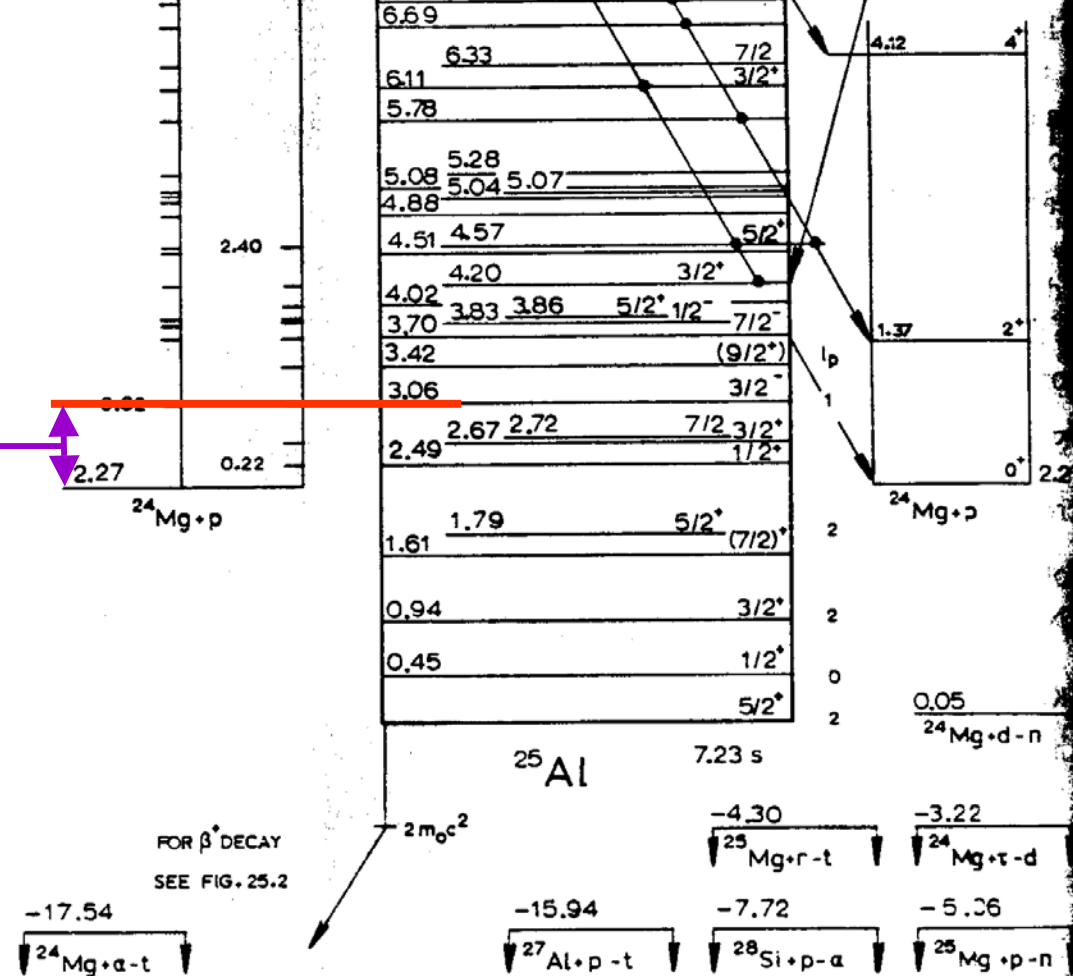 6.69
6.33 7/2
6.11 3/2⁺
5.78
5.28
5.08 5.04 5.07
4.88
4.51 4.57 5/2⁺
4.20 3/2⁺
4.02
3.83 3.86 5/2⁺ 1/2⁻
3.70 7/2⁻
3.42 (9/2⁺)
3.06 3/2⁻
2.67 2.72 7/2 3/2⁺
2.49 1/2⁺
1.79 5/2⁺
1.61 (7/2)⁺
0.94 3/2⁺
0.45 1/2⁺
5/2⁺
²⁵Al 7.23 s
2.40
0.22
2.27
²⁴Mg+p
4.12 4⁺
1.37 2⁺
lp
1
0⁺
²⁴Mg+p
2
2
0
2
0.05
²⁴Mg+d-n
2m₀c²
FOR β⁺ DECAY
SEE FIG. 25.2
-4.30
²⁵Mg+τ-t
-3.22
²⁴Mg+τ-d
-17.54
²⁴Mg+α-t
-15.94
²⁷Al+p-t
-7.72
²⁸Si+p-α
²⁵Mg+p-n